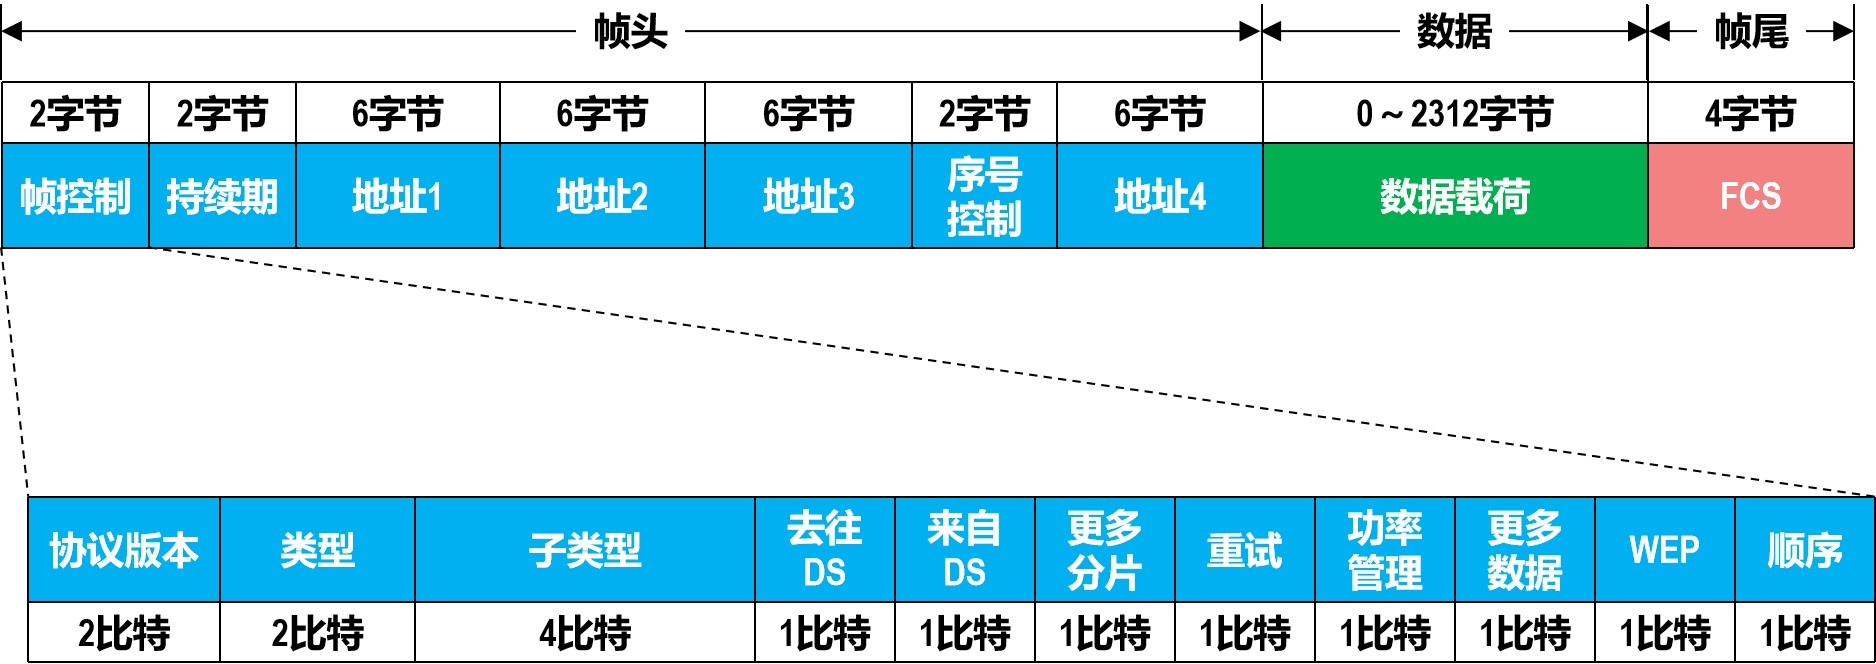 帧头 数据 帧尾
2字节 2字节 6字节 6字节 6字节 2字节 6字节 0～2312字节 4字节
帧控制 持续期 地址1 地址2 地址3 序号控制 地址4 数据载荷 FCS
协议版本 类型 子类型 去往DS 来自DS 更多分片 重试 功率管理 更多数据 WEP 顺序
2比特 2比特 4比特 1比特 1比特 1比特 1比特 1比特 1比特 1比特 1比特